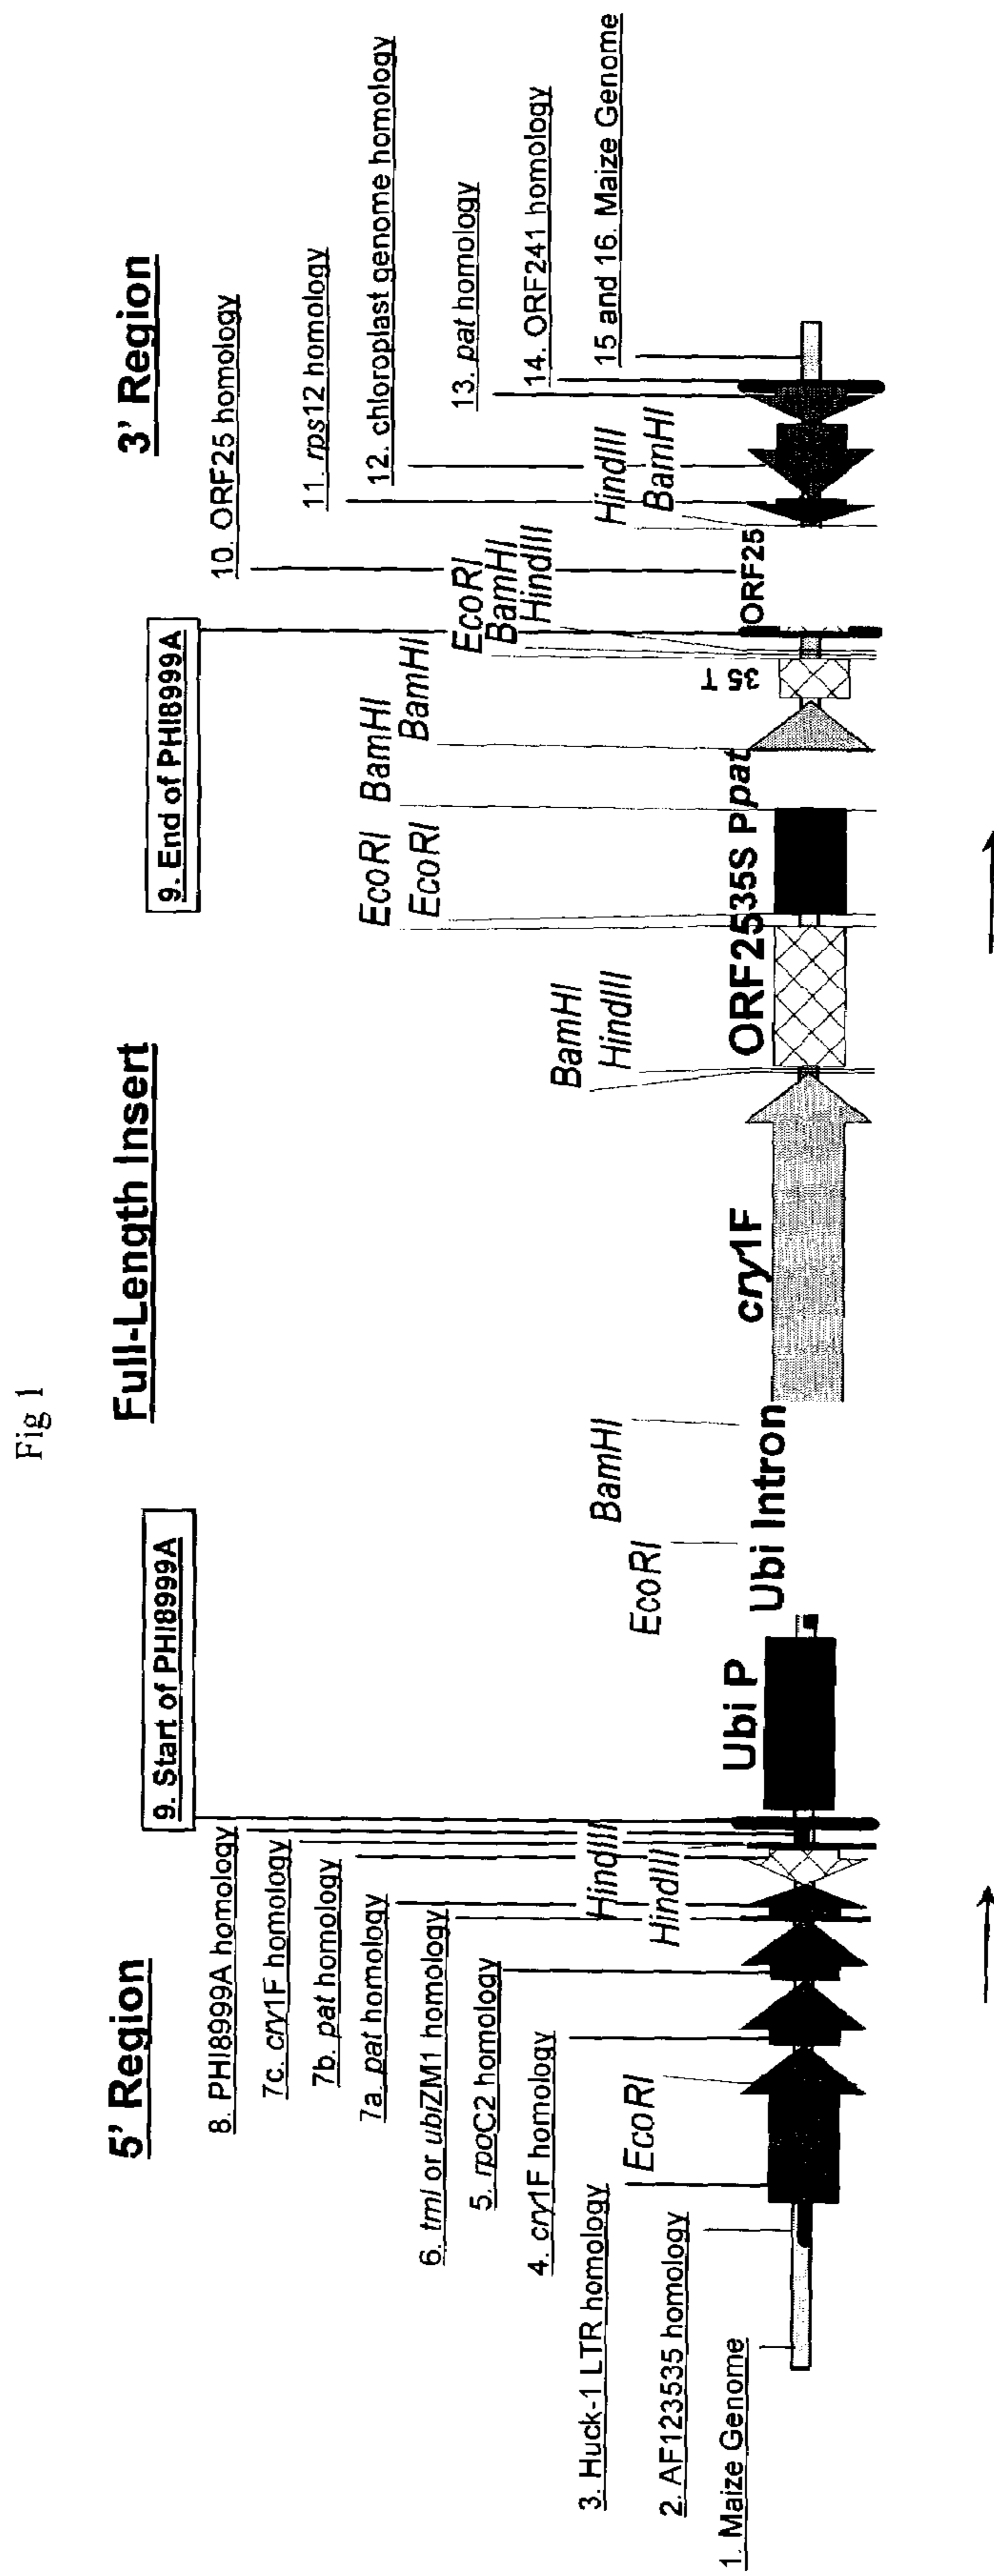 Fig 1
5' Region
Full-Length Insert
3' Region
9. Start of PHI8999A
9. End of PHI8999A
8. PHI8999A homology
7c. cry1F homology
7b. pat homology
7a. pat homology
6. tml or ubiZM1 homology
5. rpoC2 homology
4. cry1F homology
3. Huck-1 LTR homology
2. AF123535 homology
1. Maize Genome
10. ORF25 homology
11. rps12 homology
12. chloroplast genome homology
13. pat homology
14. ORF241 homology
15 and 16. Maize Genome
EcoRI
HindIII
HindIII
EcoRI
BamHI
BamHI
HindIII
EcoRI
EcoRI
BamHI
BamHI
EcoRI
BamHI
HindIII
HindIII
BamHI
Ubi P
Ubi Intron
cry1F
ORF2535S P
pat
35 T
ORF25